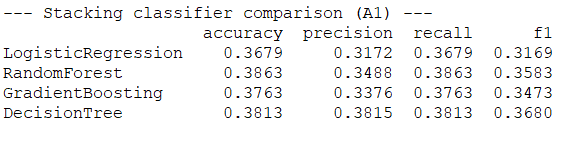 --- Stacking classifier comparison (A1) ---
accuracy precision recall f1
LogisticRegression 0.3679 0.3172 0.3679 0.3169
RandomForest 0.3863 0.3488 0.3863 0.3583
GradientBoosting 0.3763 0.3376 0.3763 0.3473
DecisionTree 0.3813 0.3815 0.3813 0.3680